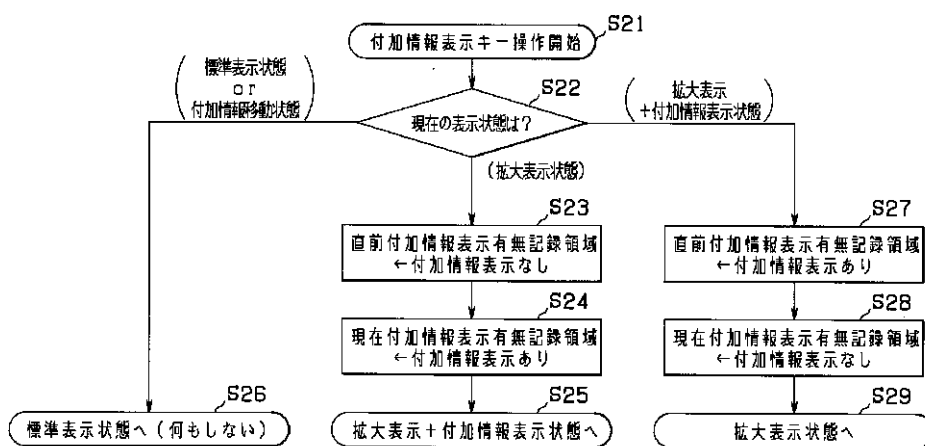 S21
付加情報表示キー操作開始
標準表示状態
or
付加情報移動状態
S22
現在の表示状態は?
拡大表示
+付加情報表示状態
(拡大表示状態)
S23
直前付加情報表示有無記録領域
←付加情報表示なし
S27
直前付加情報表示有無記録領域
←付加情報表示あり
S24
現在付加情報表示有無記録領域
←付加情報表示あり
S28
現在付加情報表示有無記録領域
←付加情報表示なし
S26
標準表示状態へ(何もしない)
S25
拡大表示+付加情報表示状態へ
S29
拡大表示状態へ